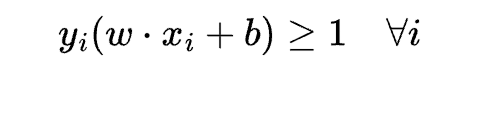 yᵢ(w · xᵢ + b) ≥ 1 ∀i